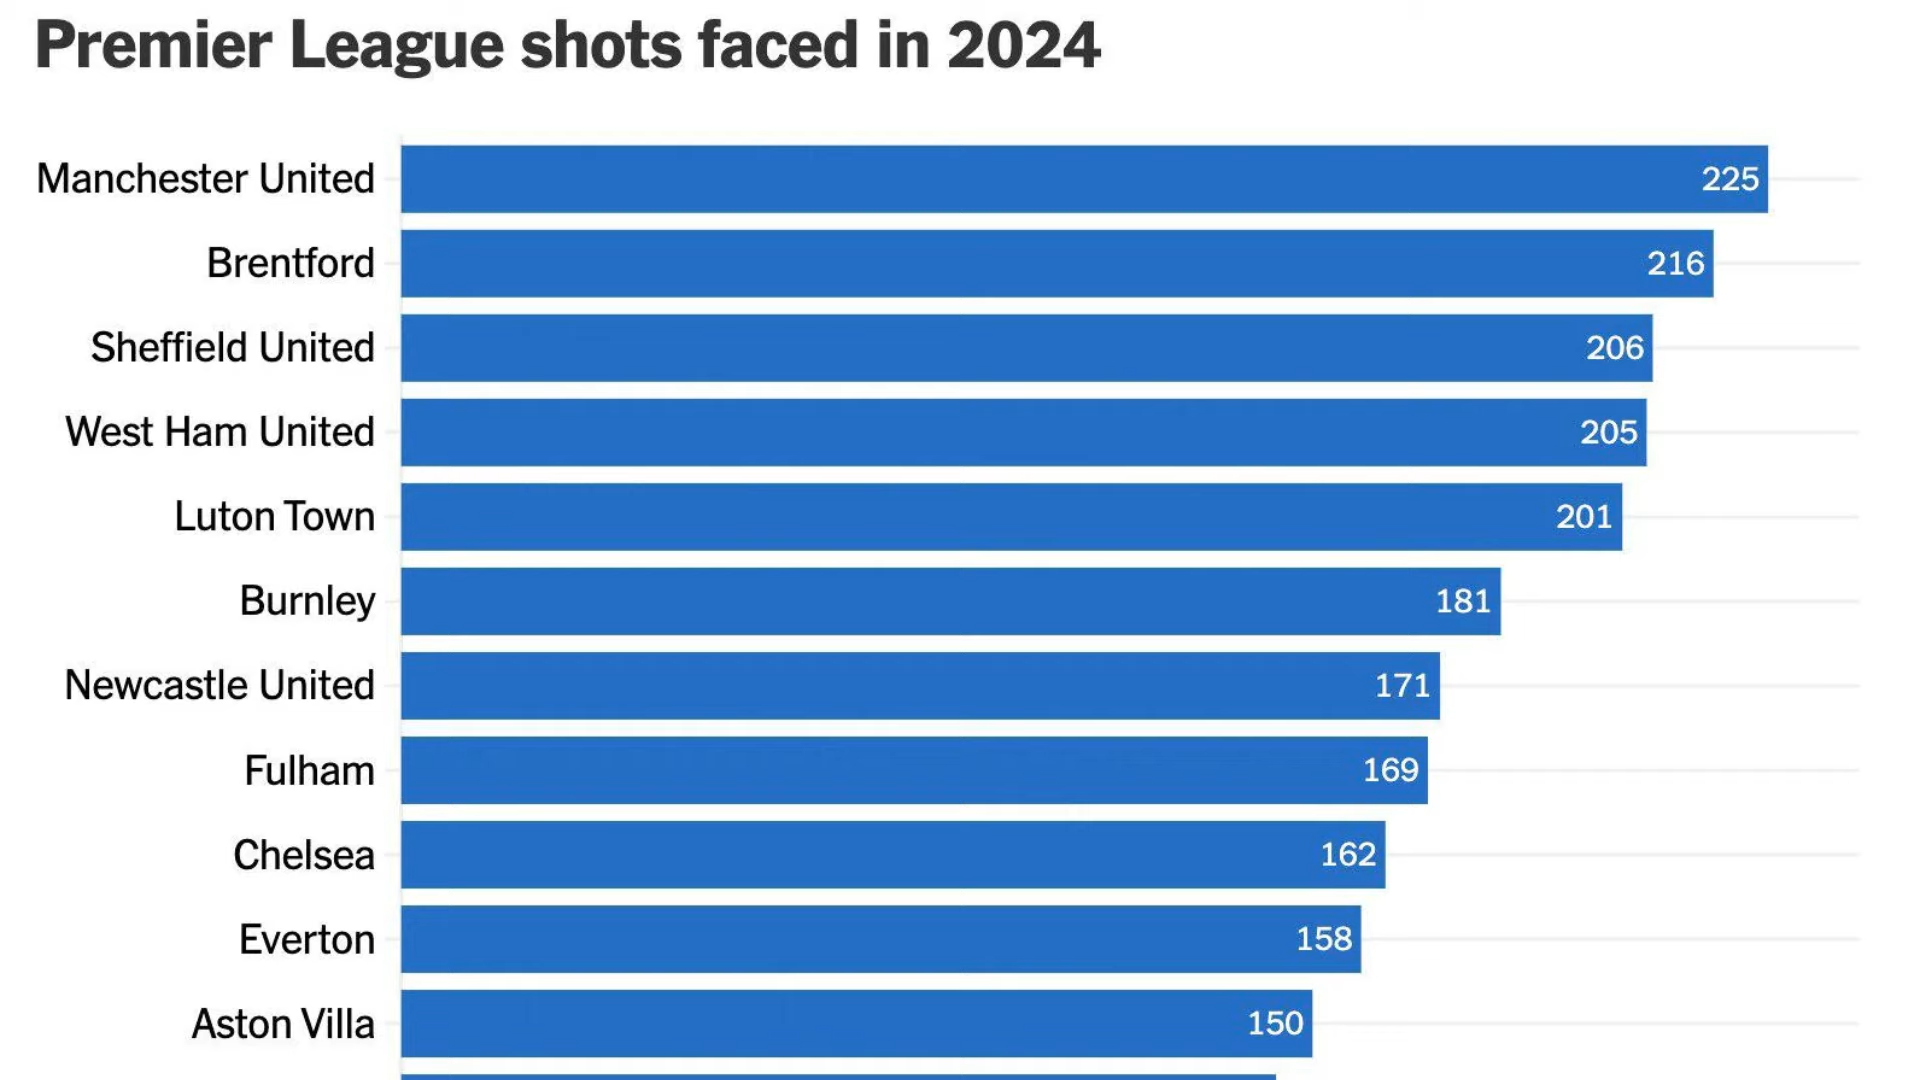 Premier League shots faced in 2024
Manchester United 225
Brentford 216
Sheffield United 206
West Ham United 205
Luton Town 201
Burnley 181
Newcastle United 171
Fulham 169
Chelsea 162
Everton 158
Aston Villa 150